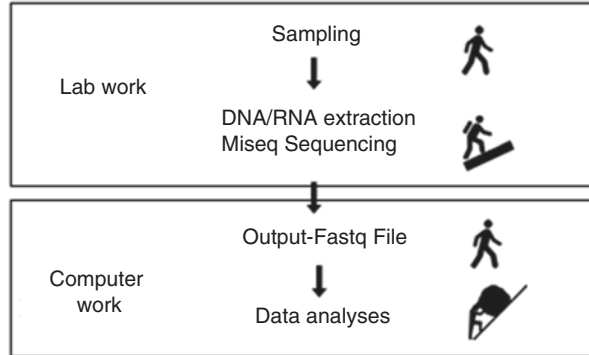 Lab work
Sampling
DNA/RNA extraction
Miseq Sequencing
Computer
work
Output-Fastq File
Data analyses